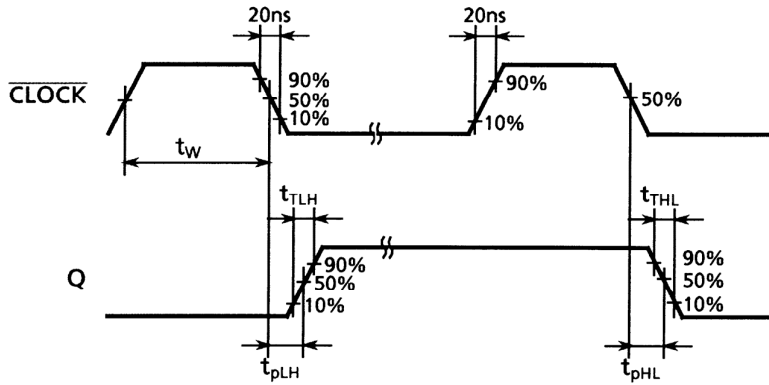 20ns 20ns
90% 90%
CLOCK 50% 50%
10% 10%
tW
tTLH tTHL
90% 90%
Q 50% 50%
10% 10%
tpLH tpHL